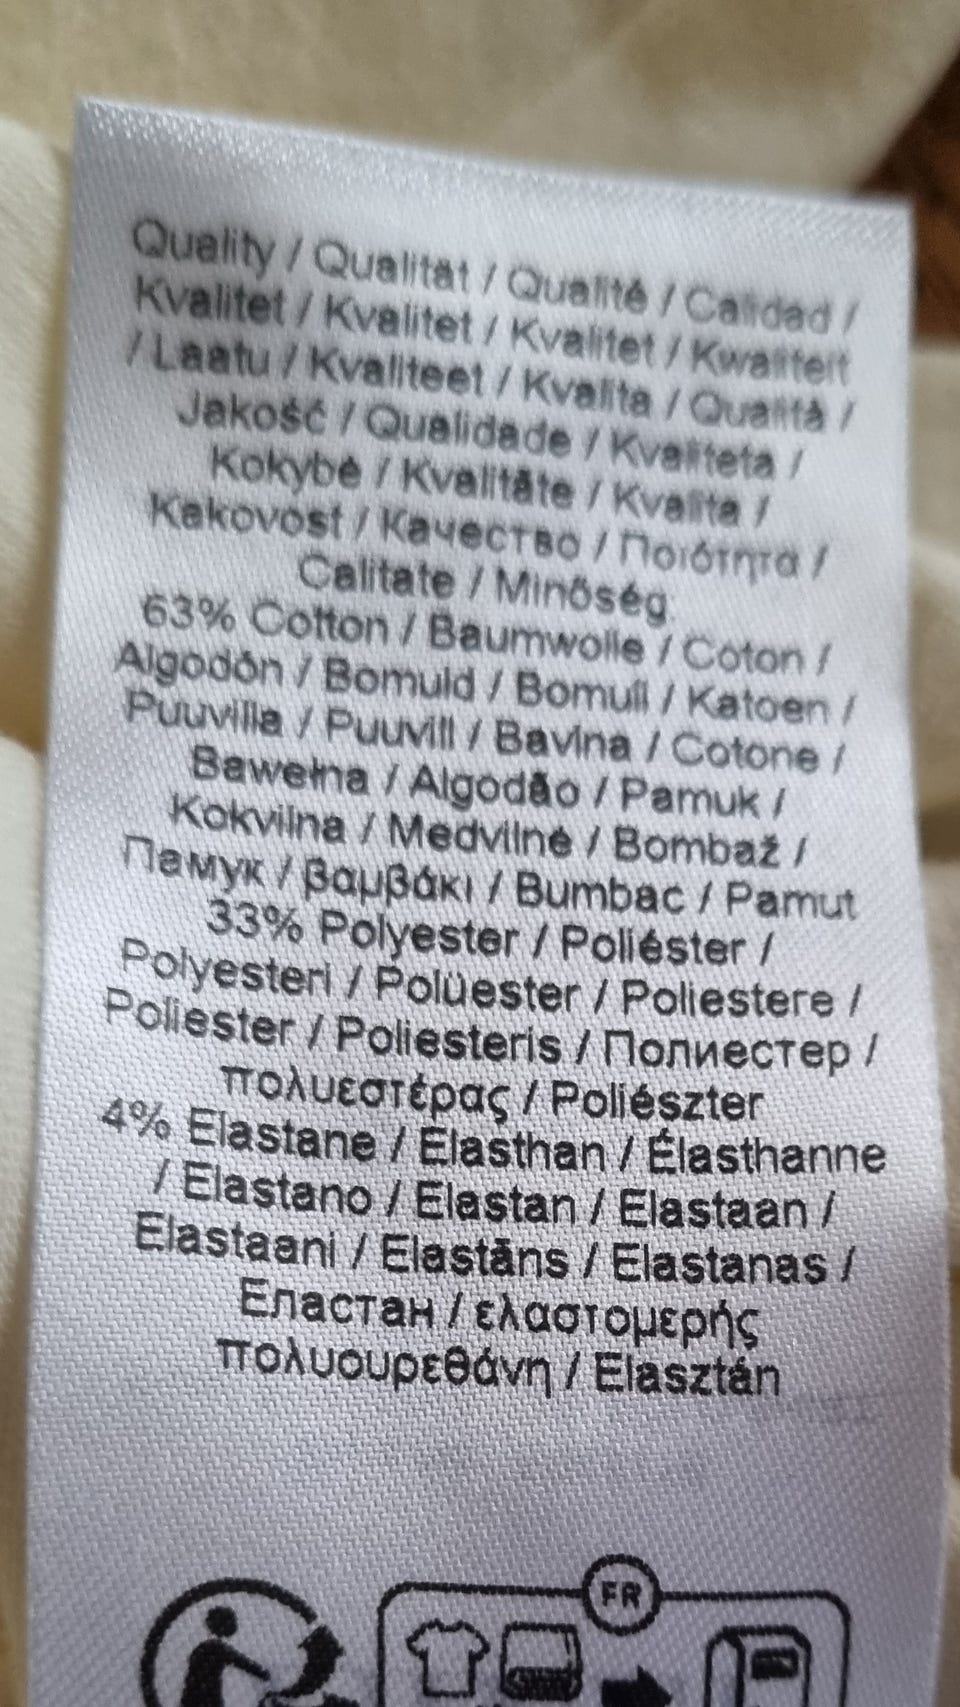 Quality / Qualität / Qualité / Calidad /
Kvalitet / Kvalitet / Kvalitet / Kwaliteit
/ Laatu / Kvaliteet / Kvalita / Qualità /
Jakość / Qualidade / Kvaliteta /
Kokybė / Kvalitāte / Kvalita /
Kakovost / Качество / Ποιότητα /
Calitate / Minőség:
63% Cotton / Baumwolle / Coton /
Algodón / Bomuld / Bomull / Katoen /
Puuvilla / Puuvill / Bavlna / Cotone /
Bawełna / Algodão / Pamuk /
Kokvilna / Medvilnė / Bombaž /
Памук / βαμβάκι / Bumbac / Pamut
33% Polyester / Poliéster /
Polyesteri / Polüester / Poliestere /
Poliester / Poliesteris / Полиестер /
πολυεστέρας / Poliészter
4% Elastane / Elasthan / Élasthanne
/ Elastano / Elastan / Elastaan /
Elastaani / Elastāns / Elastanas /
Еластан / ελαστομερής
πολυουρεθάνη / Elasztán
FR